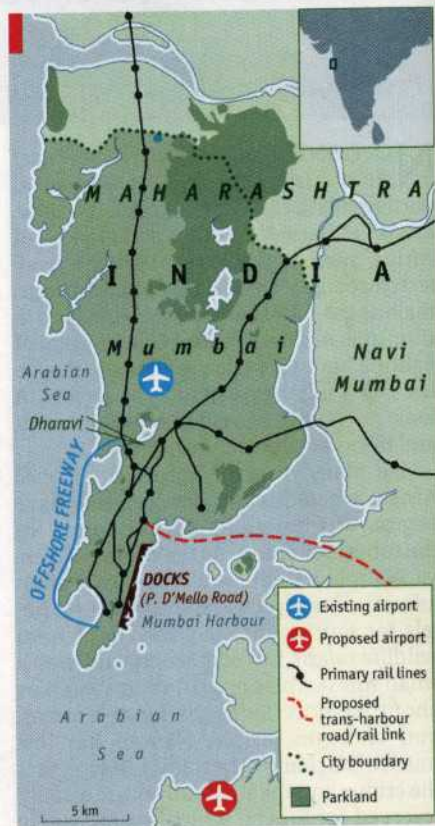 MAHARASHTRA
INDIA
Mumbai
Arabian
Sea
Navi
Mumbai
Dharavi
OFFSHORE FREEWAY
DOCKS
(P. D'Mello Road)
Mumbai Harbour
Arabian
Sea
5 km
Existing airport
Proposed airport
Primary rail lines
Proposed
trans-harbour
road/rail link
City boundary
Parkland